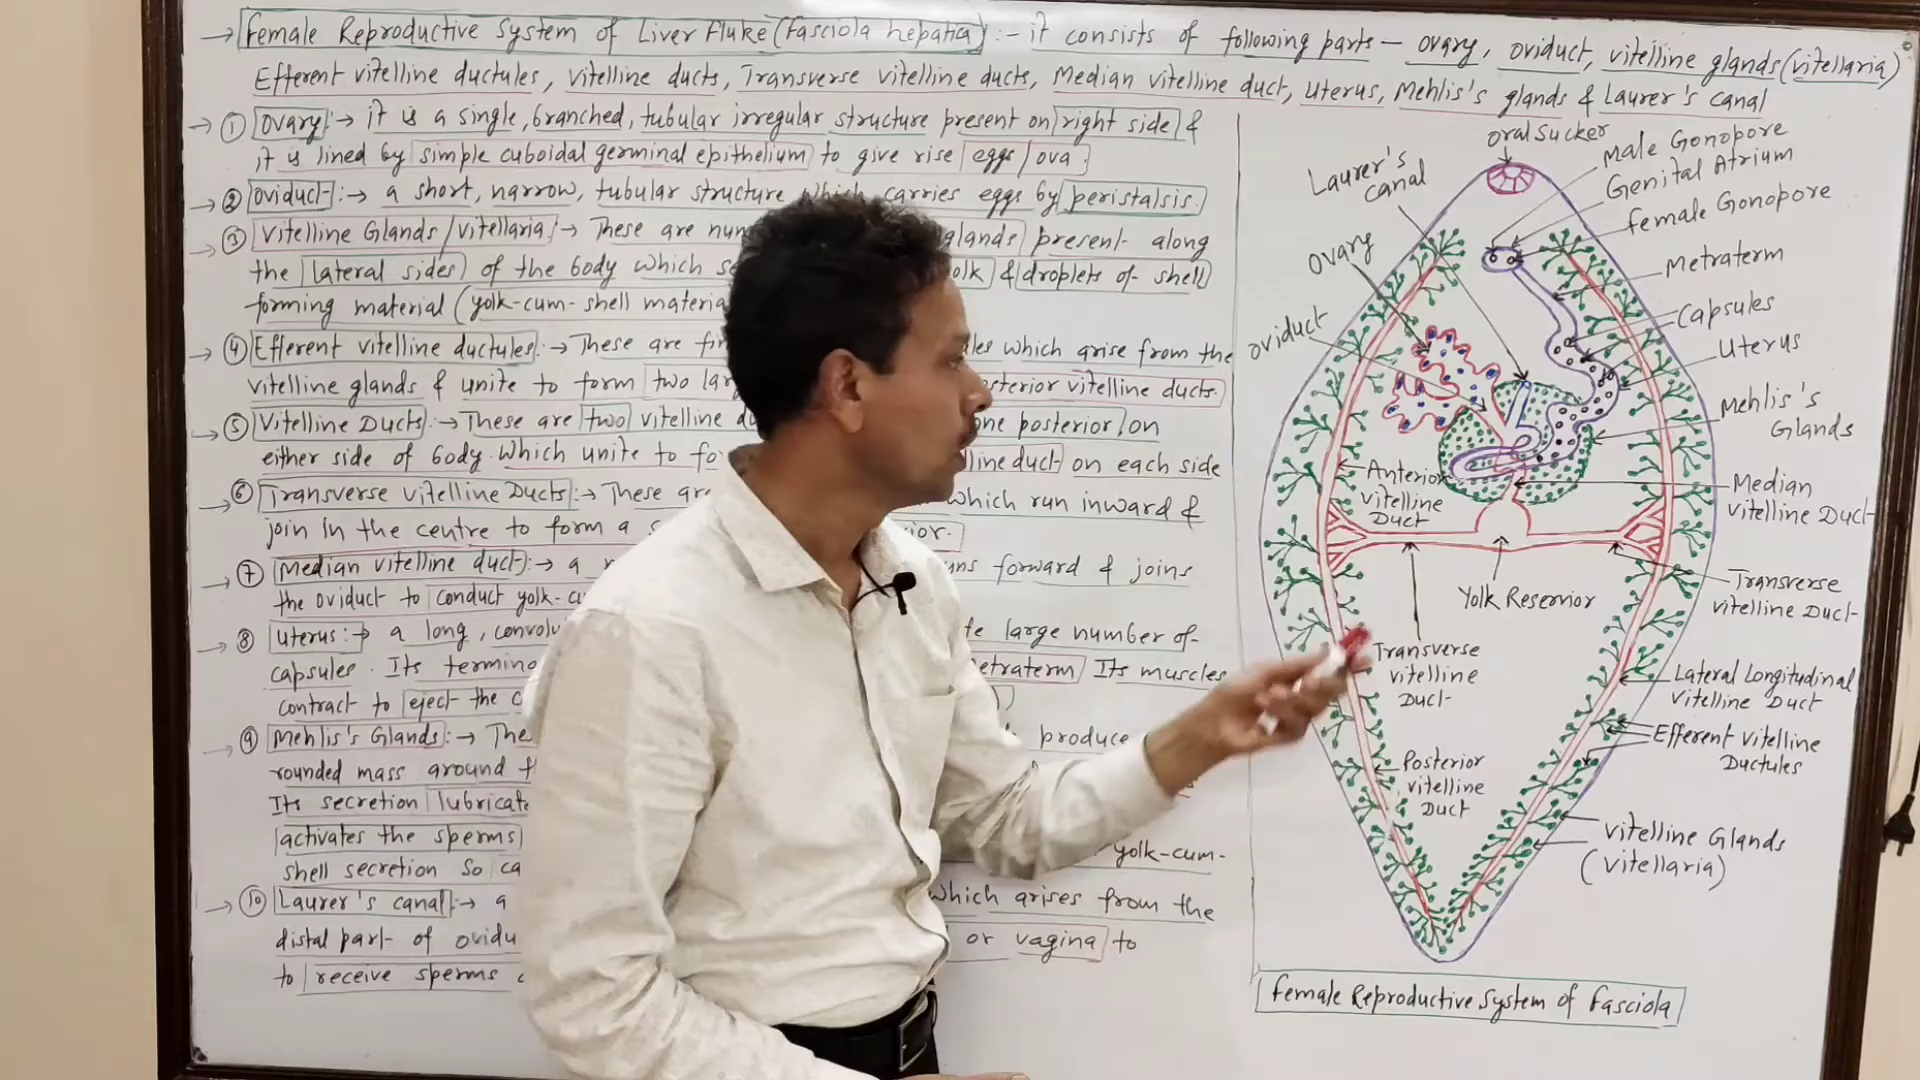 → Female Reproductive System of Liver Fluke (Fasciola hepatica) :- it consists of following parts - ovary, oviduct, vitelline glands (vitellaria)
Efferent vitelline ductules, vitelline ducts, Transverse vitelline ducts, Median vitelline duct, uterus, Mehlis's glands & Laurer's canal
→ ① Ovary :→ it is a single, branched, tubular irregular structure present on right side &
it is lined by simple cuboidal germinal epithelium to give rise eggs/ova.
→ ② oviduct :→ a short, narrow, tubular structure which carries eggs by peristalsis.
→ ③ Vitelline Glands/vitellaria :→ These are glands present along
the lateral sides of the body which & droplets of shell
forming material (yolk-cum-shell
→ ④ Efferent vitelline ductules :→ These are which arise from the
vitelline glands & unite to form two vitelline ducts.
→ ⑤ Vitelline Ducts :→ These are two vitelline one posterior on
either side of body which unite to duct on each side
→ ⑥ Transverse vitelline Ducts :→ These are which run inward &
join in the centre to form a
→ ⑦ Median vitelline duct :→ a forward & joins
the oviduct to conduct
→ ⑧ uterus :→ a long, large number of
capsules. Its metraterm Its muscles
contract to eject the
→ ⑨ Mehlis's Glands :→ produce
rounded mass around
Its secretion
activates the sperms
shell secretion So yolk-cum-
→ ⑩ Laurer's canal :→ a which arises from the
distal part of or vagina to
to receive sperms
oral sucker
Male Gonopore
Genital Atrium
female Gonopore
Laurer's
canal
Metraterm
Ovary
Capsules
oviduct
Uterus
Mehlis's
Glands
Anterior
vitelline
Duct
Median
vitelline Duct
Yolk Reservior
Transverse
vitelline Duct
Transverse
vitelline
Duct
Lateral Longitudinal
vitelline Duct
Efferent vitelline
Ductules
Posterior
vitelline
Duct
Vitelline Glands
(vitellaria)
Female Reproductive System of Fasciola